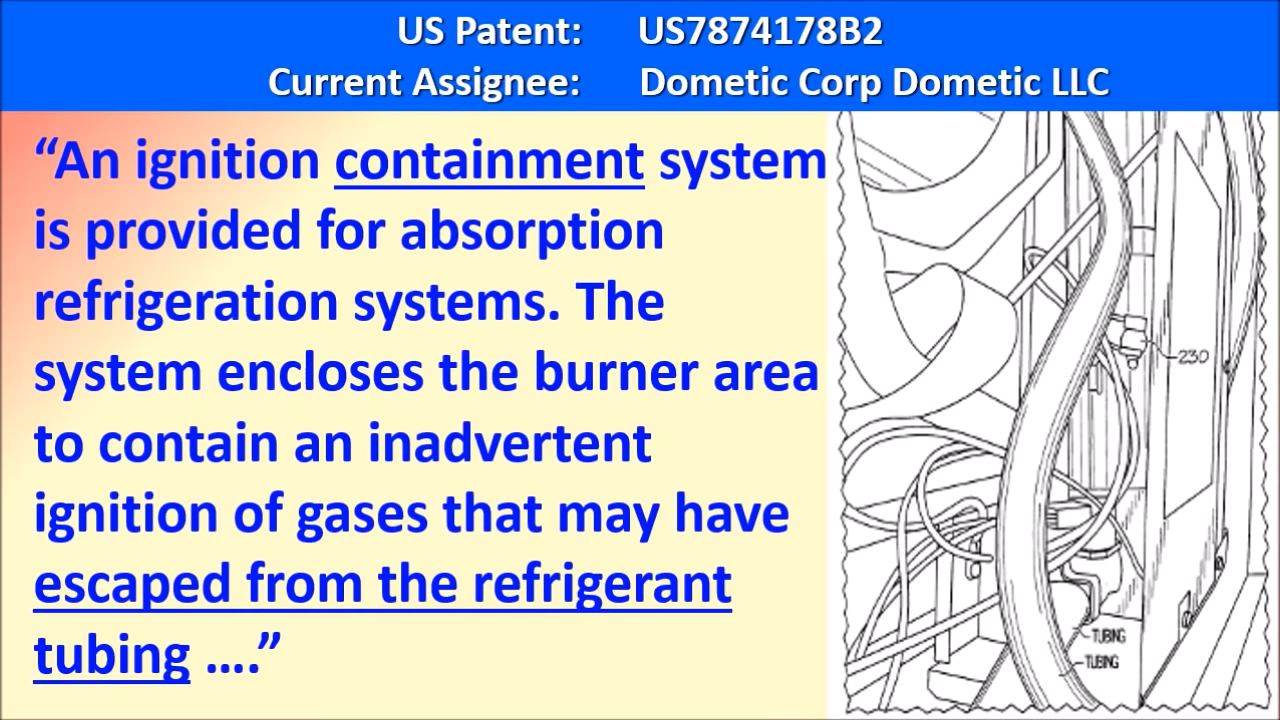 US Patent: US7874178B2
Current Assignee: Dometic Corp Dometic LLC
“An ignition containment system
is provided for absorption
refrigeration systems. The
system encloses the burner area
to contain an inadvertent
ignition of gases that may have
escaped from the refrigerant
tubing ….”
230
TUBING
TUBING